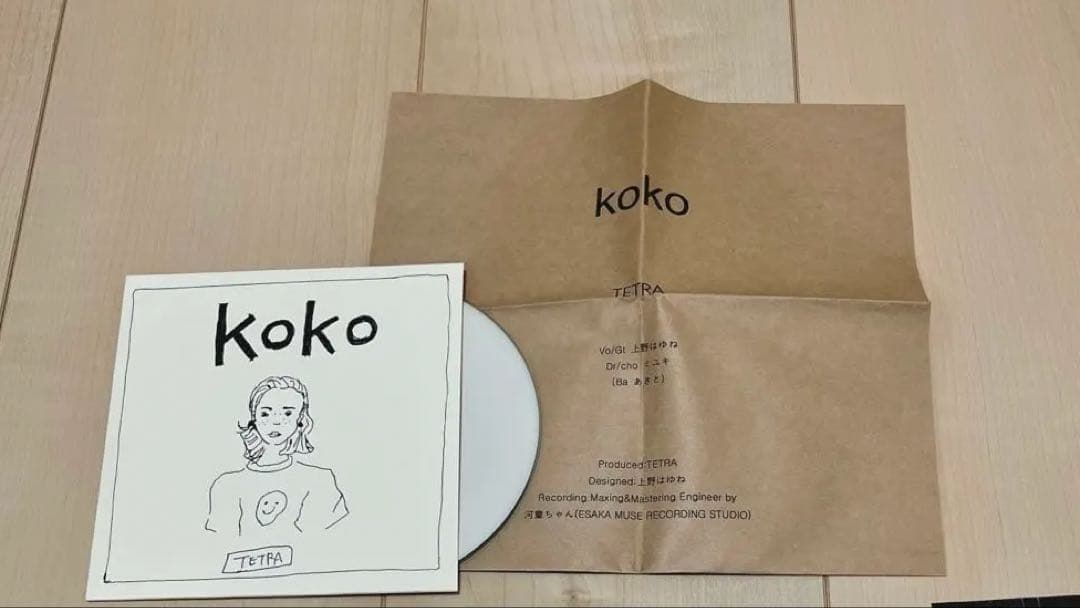 koko
TETRA
koko
TETRA
Vo/Gt 上野はゆね
Dr/cho ミユキ
(Ba あきと)
Produced:TETRA
Designed:上野はゆね
Recording.Maxing&Mastering Engineer by
河童ちゃん(ESAKA MUSE RECORDING STUDIO)